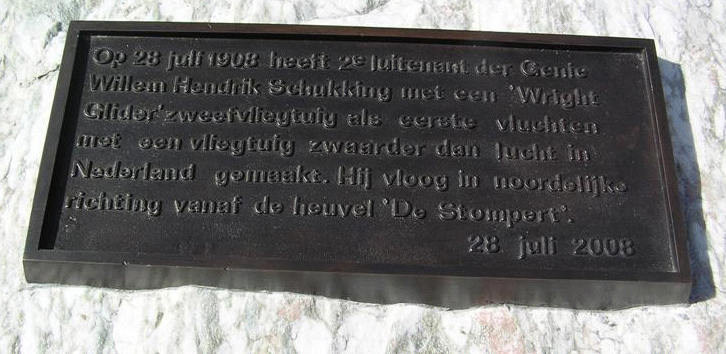 Op 28 juli 1908 heeft 2e luitenant der Genie
Willem Hendrik Schukking met een 'Wright
Glider' zweefvliegtuig als eerste vluchten
met een vliegtuig zwaarder dan lucht in
Nederland gemaakt. Hij vloog in noordelijke
richting vanaf de heuvel 'De Stompert'.
28 juli 2008